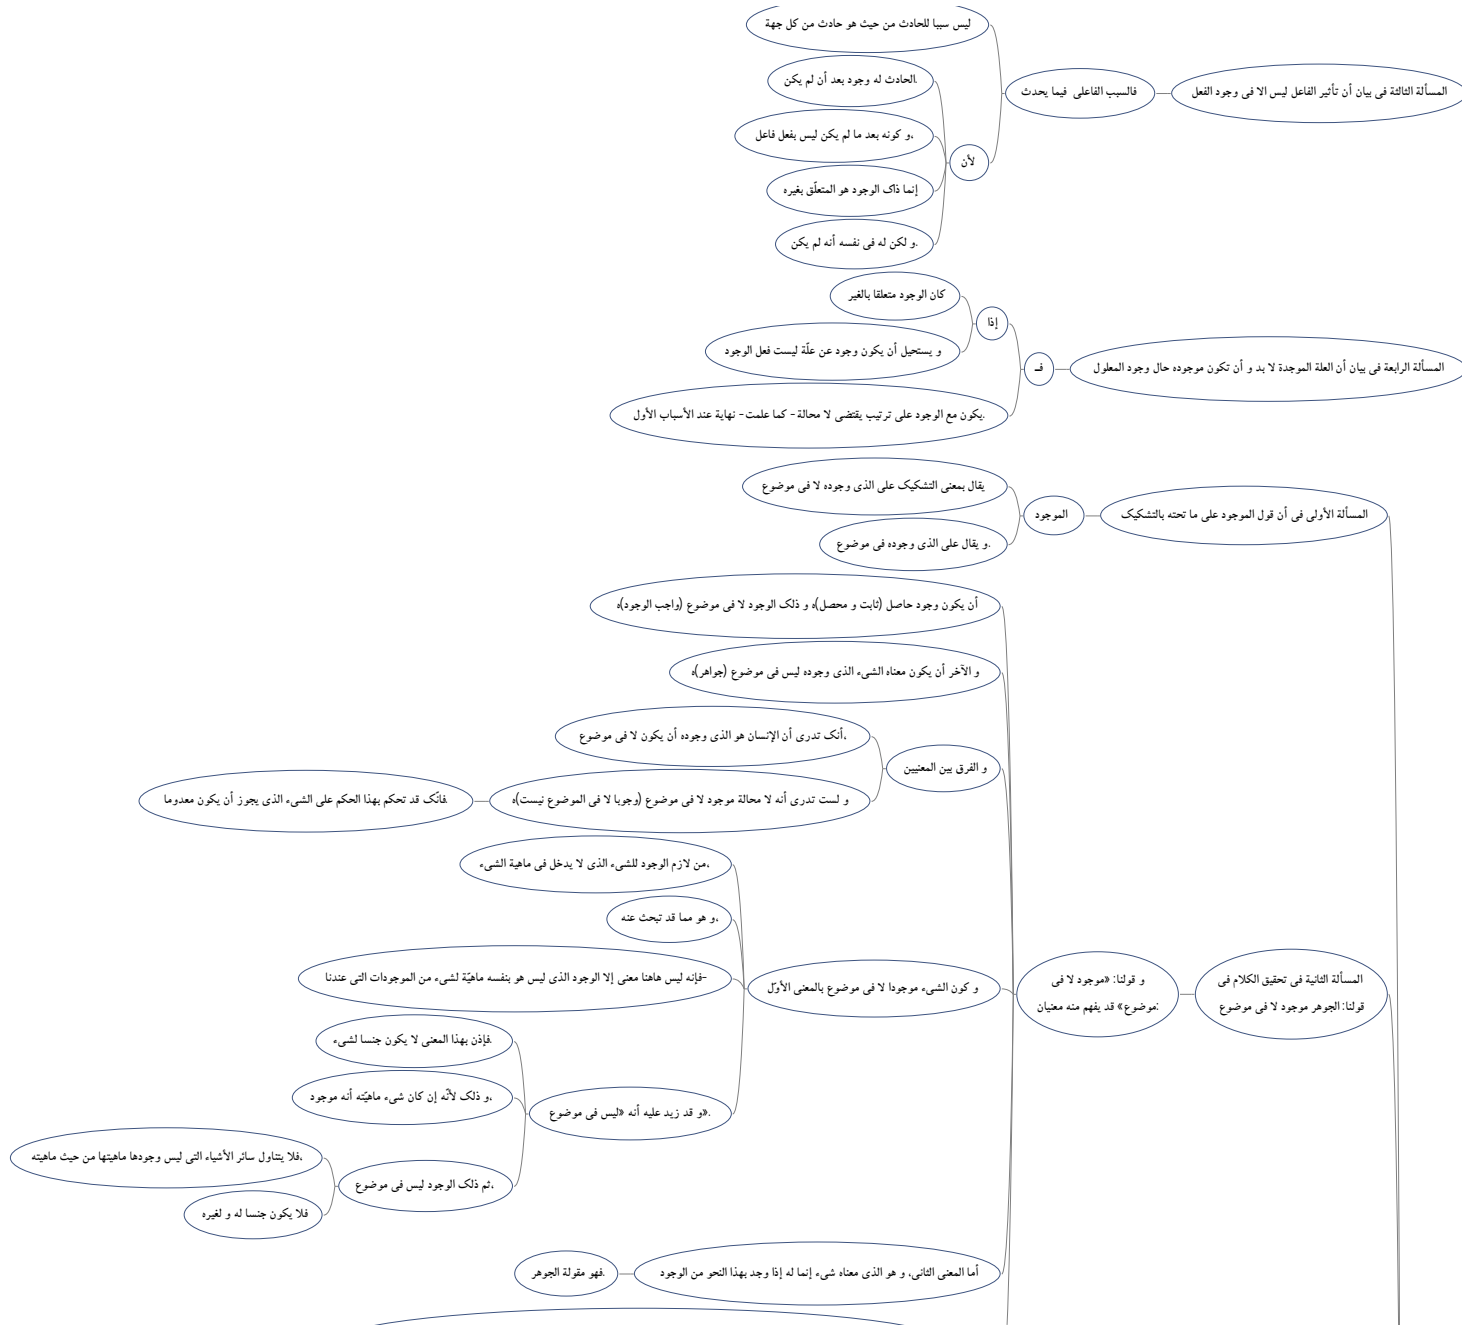 المسألة الثالثة فی بیان أن تأثیر الفاعل لیس الا فی وجود الفعل
فالسبب الفاعلی فیما یحدث
لیس سببا للحادث من حیث هو حادث من کل جهة
لأن
الحادث له وجود بعد أن لم یکن.
و کونه بعد ما لم یکن لیس بفعل فاعل،
إنما ذاک الوجود هو المتعلّق بغیره
و لکن له فی نفسه أنه لم یکن.
المسألة الرابعة فی بیان أن العلة الموجدة لا بد و أن تکون موجوده حال وجود المعلول
فـ
إذا
کان الوجود متعلقا بالغیر
و یستحیل أن یکون وجود عن علّة لیست فعل الوجود
یکون مع الوجود علی ترتیب یقتضی لا محالة- کما علمت- نهایة عند الأسباب الأول.
المسألة الأولی فی أن قول الموجود علی ما تحته بالتشکیک
الموجود
یقال بمعنی التشکیک علی الذی وجوده لا فی موضوع
و یقال علی الذی وجوده فی موضوع.
المسألة الثانیة فی تحقیق الکلام فی
قولنا: الجوهر موجود لا فی موضوع
و قولنا: «موجود لا فی
موضوع» قد یفهم منه معنیان:
أن یکون وجود حاصل (ثابت و محصل)ه و ذلک الوجود لا فی موضوع (واجب الوجود)ه
و الآخر أن یکون معناه الشیء الذی وجوده لیس فی موضوع (جواهر)ه
و الفرق بین المعنیین
أنک تدری أن الإنسان هو الذی وجوده أن یکون لا فی موضوع،
و لست تدری أنه لا محالة موجود لا فی موضوع (وجوبا لا فی الموضوع نیست)ه
فانّک قد تحکم بهذا الحکم علی الشیء الذی یجوز أن یکون معدوما.
و کون الشیء موجودا لا فی موضوع بالمعنی الأوّل
من لازم الوجود للشیء الذی لا یدخل فی ماهیة الشیء،
و هو مما قد تبحث عنه،
فإنه لیس هاهنا معنی إلا الوجود الذی لیس هو بنفسه ماهیّة لشیء من الموجودات التی عندنا-
و قد زید علیه أنه «لیس فی موضوع».
فإذن بهذا المعنی لا یکون جنسا لشیء.
و ذلک لأنّه إن کان شیء ماهیّته أنه موجود،
ثم ذلک الوجود لیس فی موضوع،
فلا یتناول سائر الأشیاء التی لیس وجودها ماهیتها من حیث ماهیته،
فلا یکون جنسا له و لغیره
أما المعنی الثانی، و هو الذی معناه شیء إنما له إذا وجد بهذا النحو من الوجود
فهو مقولة الجوهر.